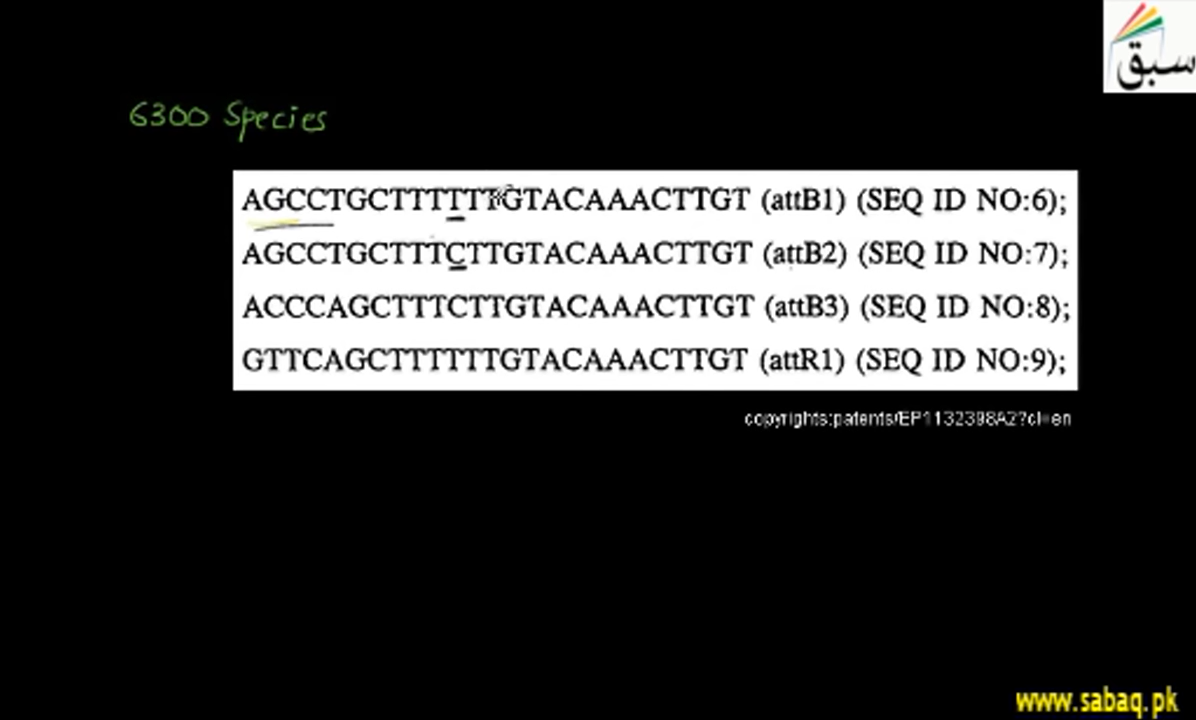 سبق
6300 Species
AGCCTGCTTTTTTGTACAAACTTGT (attB1) (SEQ ID NO:6);
AGCCTGCTTTCTTGTACAAACTTGT (attB2) (SEQ ID NO:7);
ACCCAGCTTTCTTGTACAAACTTGT (attB3) (SEQ ID NO:8);
GTTCAGCTTTTTTGTACAAACTTGT (attR1) (SEQ ID NO:9);
copyrights:patents/EP1132398A2?cl=en
www.sabaq.pk